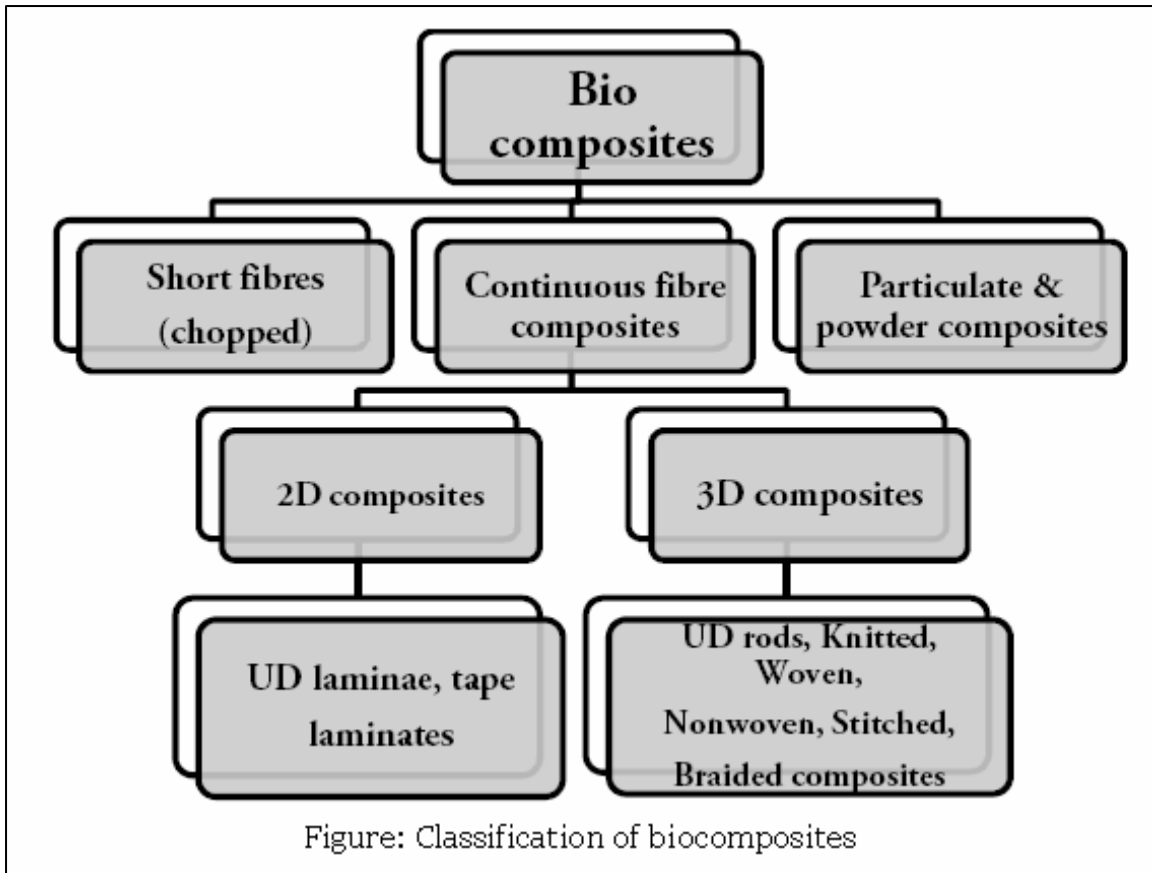 Bio
composites
Short fibres
(chopped)
Continuous fibre
composites
Particulate &
powder composites
2D composites
3D composites
UD laminae, tape
laminates
UD rods, Knitted,
Woven,
Nonwoven, Stitched,
Braided composites
Figure: Classification of biocomposites